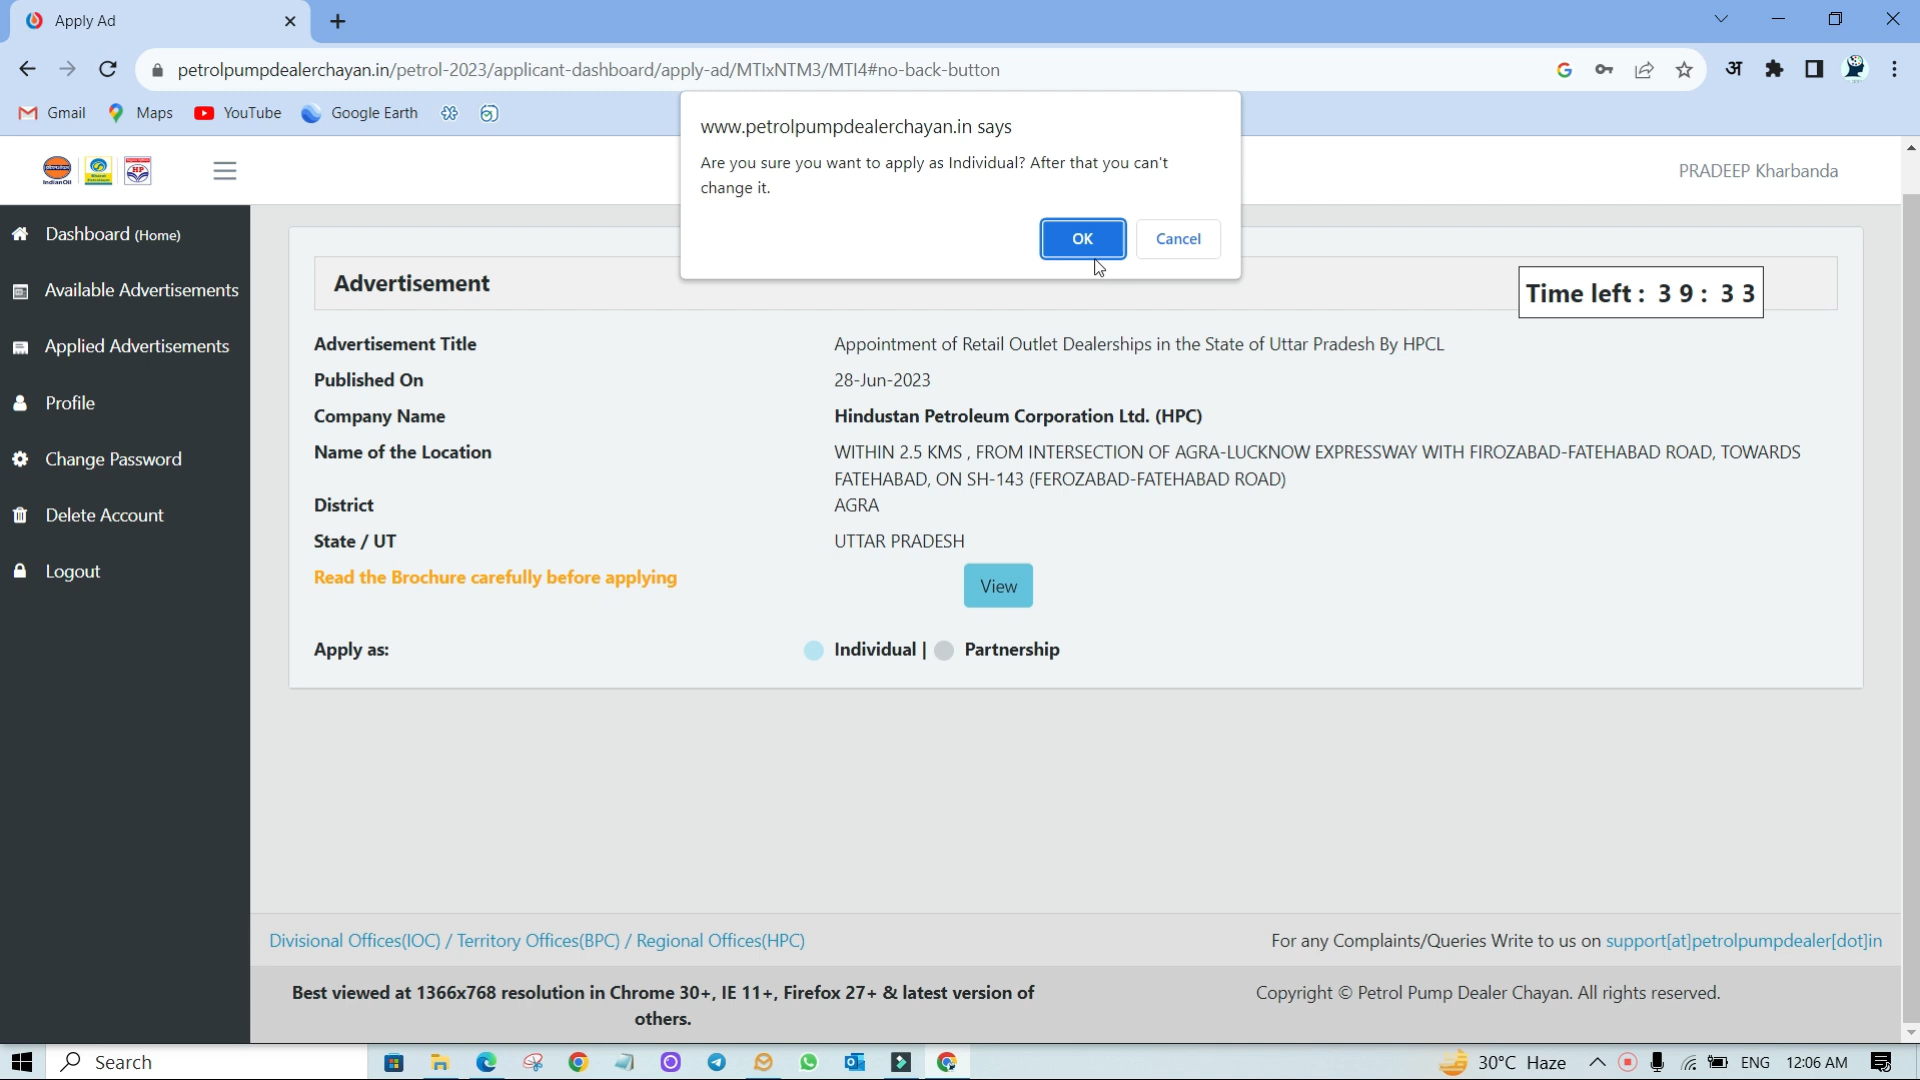 Apply Ad
petrolpumpdealerchayan.in/petrol-2023/applicant-dashboard/apply-ad/MTIxNTM3/MTI4#no-back-button
अ
Gmail
Maps
YouTube
Google Earth
www.petrolpumpdealerchayan.in says
Are you sure you want to apply as Individual? After that you can't
change it.
OK
Cancel
IndianOil
HP
PRADEEP Kharbanda
Dashboard (Home)
Available Advertisements
Applied Advertisements
Profile
Change Password
Delete Account
Logout
Advertisement
Time left : 3 9 : 3 3
Advertisement Title Appointment of Retail Outlet Dealerships in the State of Uttar Pradesh By HPCL
Published On 28-Jun-2023
Company Name Hindustan Petroleum Corporation Ltd. (HPC)
Name of the Location WITHIN 2.5 KMS , FROM INTERSECTION OF AGRA-LUCKNOW EXPRESSWAY WITH FIROZABAD-FATEHABAD ROAD, TOWARDS
FATEHABAD, ON SH-143 (FEROZABAD-FATEHABAD ROAD)
District AGRA
State / UT UTTAR PRADESH
Read the Brochure carefully before applying View
Apply as: Individual | Partnership
Divisional Offices(IOC) / Territory Offices(BPC) / Regional Offices(HPC)
For any Complaints/Queries Write to us on support[at]petrolpumpdealer[dot]in
Best viewed at 1366x768 resolution in Chrome 30+, IE 11+, Firefox 27+ & latest version of
others.
Copyright © Petrol Pump Dealer Chayan. All rights reserved.
Search
30°C Haze
ENG
12:06 AM